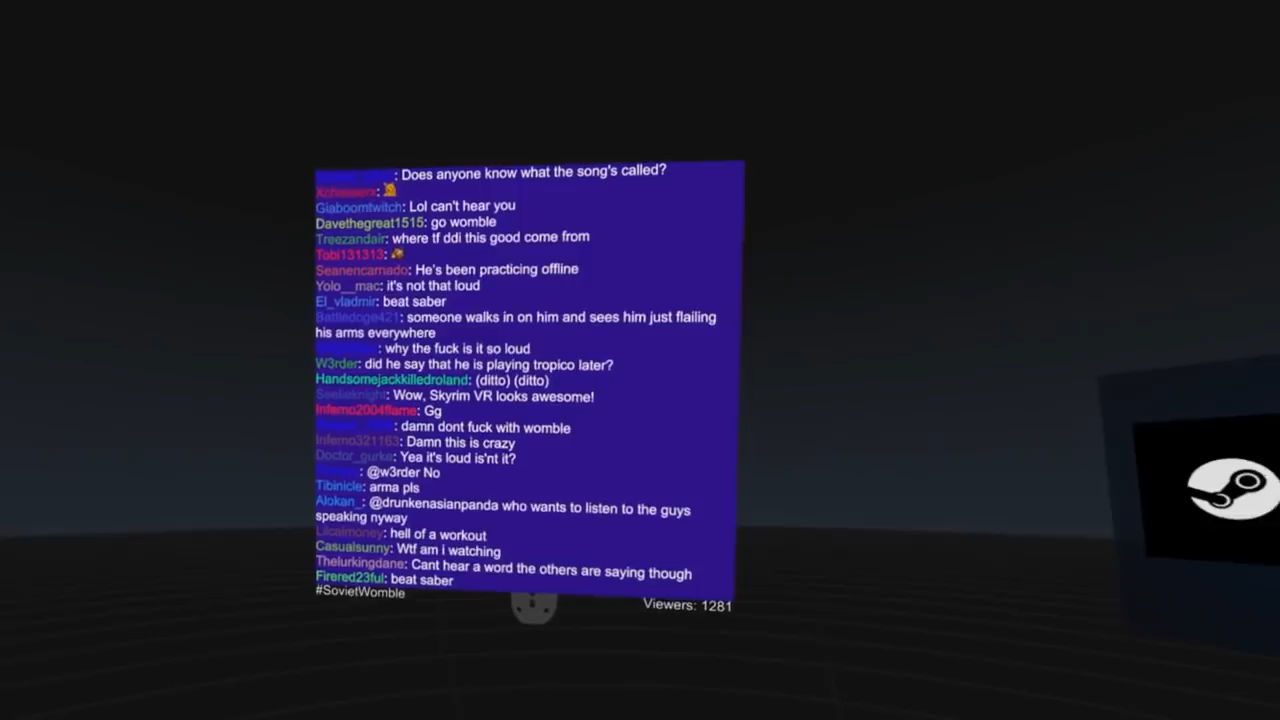 : Does anyone know what the song's called?
Giaboomtwitch: Lol can't hear you
Davethegreat1515: go womble
Treezandair: where tf ddi this good come from
Tobi131313:
Seanencarnado: He's been practicing offline
Yolo__mac: it's not that loud
El_vladmir: beat saber
Battledoge421: someone walks in on him and sees him just flailing
his arms everywhere
: why the fuck is it so loud
W3rder: did he say that he is playing tropico later?
Handsomejackkilledroland: (ditto) (ditto)
: Wow, Skyrim VR looks awesome!
Inferno2004flame: Gg
: damn dont fuck with womble
Inferno321163: Damn this is crazy
Doctor_gurke: Yea it's loud is'nt it?
: @w3rder No
Tibinicle: arma pls
Alokan_: @drunkenasianpanda who wants to listen to the guys
speaking nyway
Lilcalmoney: hell of a workout
Casualsunny: Wtf am i watching
Thelurkingdane: Cant hear a word the others are saying though
Firered23ful: beat saber
#SovietWomble
Viewers: 1281